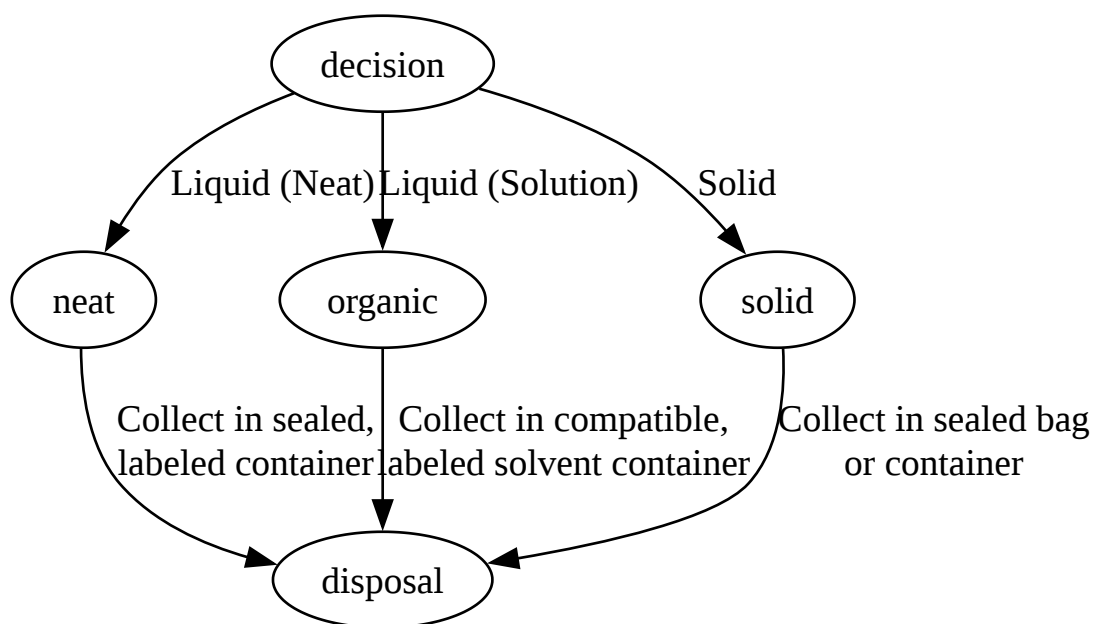 decision
Liquid (Neat)
Liquid (Solution)
Solid
neat
organic
solid
Collect in sealed,
labeled container
Collect in compatible,
labeled solvent container
Collect in sealed bag
or container
disposal